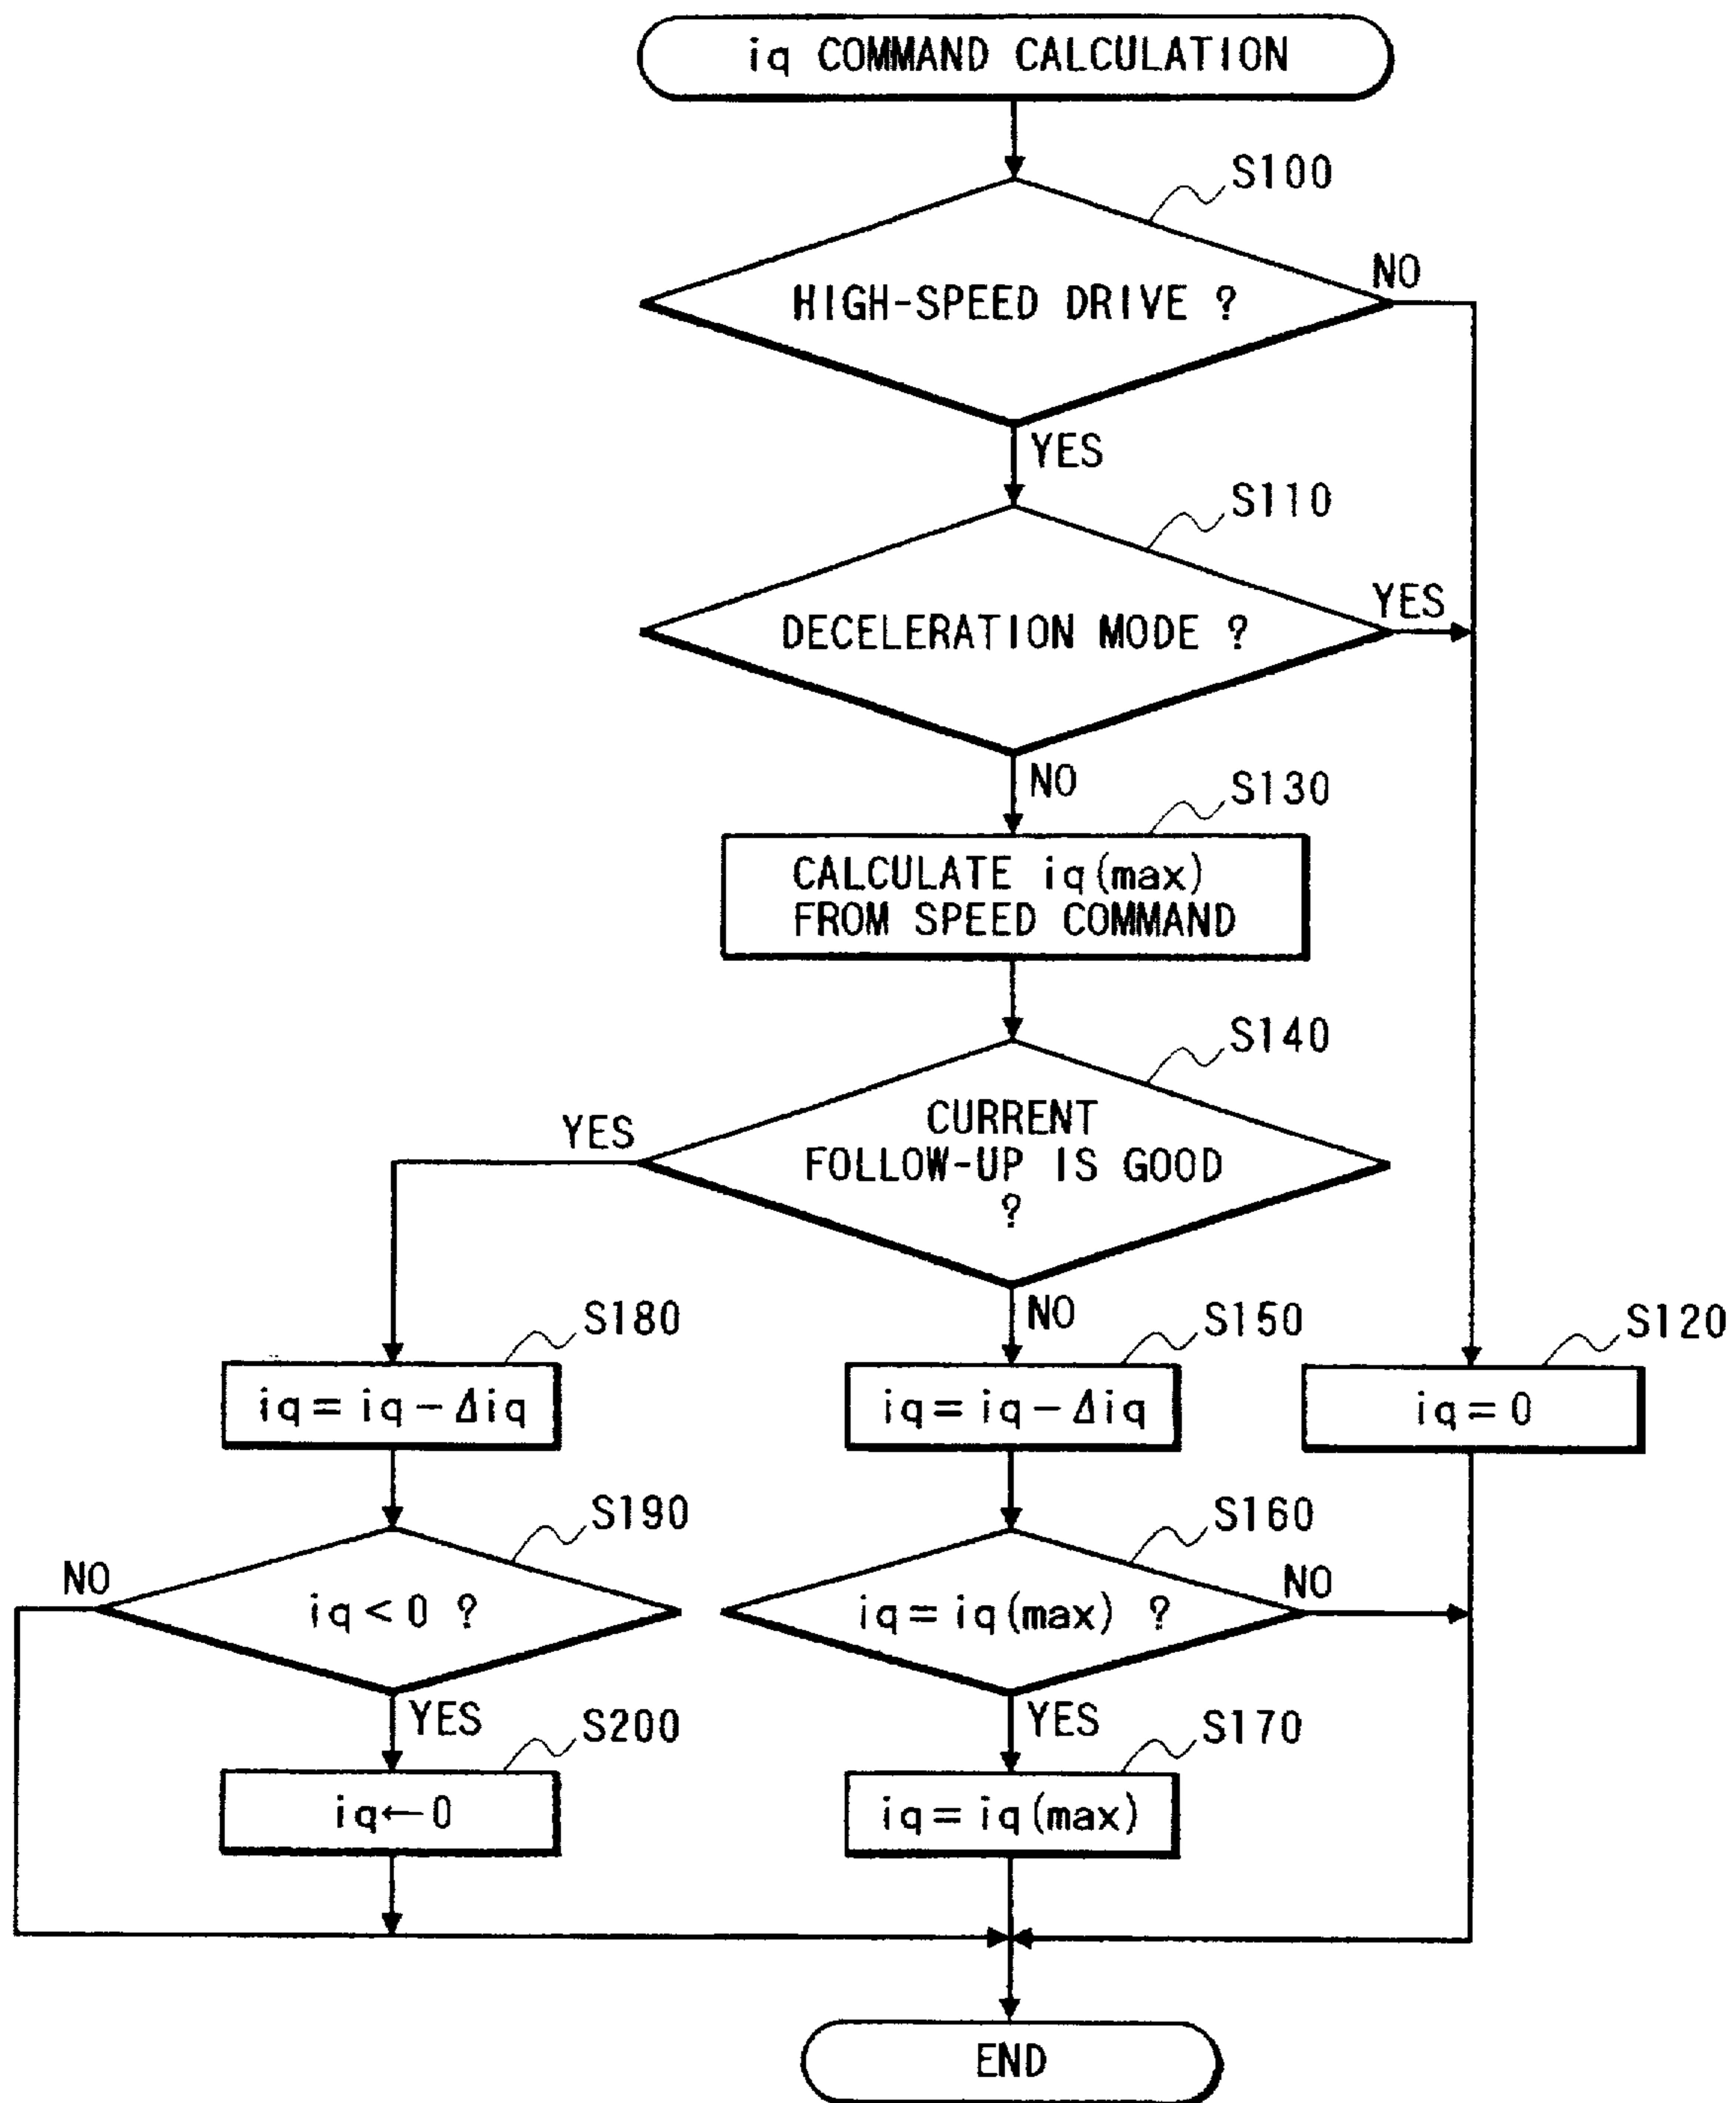 iq COMMAND CALCULATION
S100
HIGH-SPEED DRIVE ?
NO
YES
S110
DECELERATION MODE ?
YES
NO
S130
CALCULATE iq(max)
FROM SPEED COMMAND
S140
CURRENT
FOLLOW-UP IS GOOD
?
YES
NO
S180
S150
S120
iq=iq-Δiq
iq=iq-Δiq
iq=0
S190
S160
NO
iq<0 ?
iq=iq(max) ?
NO
YES
S200
YES
S170
iq←0
iq=iq(max)
END